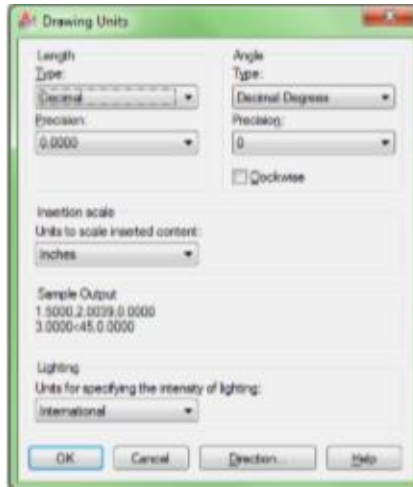 Drawing Units
Length
Type:
Decimal
Precision:
0.0000
Angle
Type:
Decimal Degrees
Precision:
0
Clockwise
Insertion scale
Units to scale inserted content:
Inches
Sample Output
1.5000,2.0039,0.0000
3.0000<45,0.0000
Lighting
Units for specifying the intensity of lighting:
International
OK
Cancel
Direction...
Help